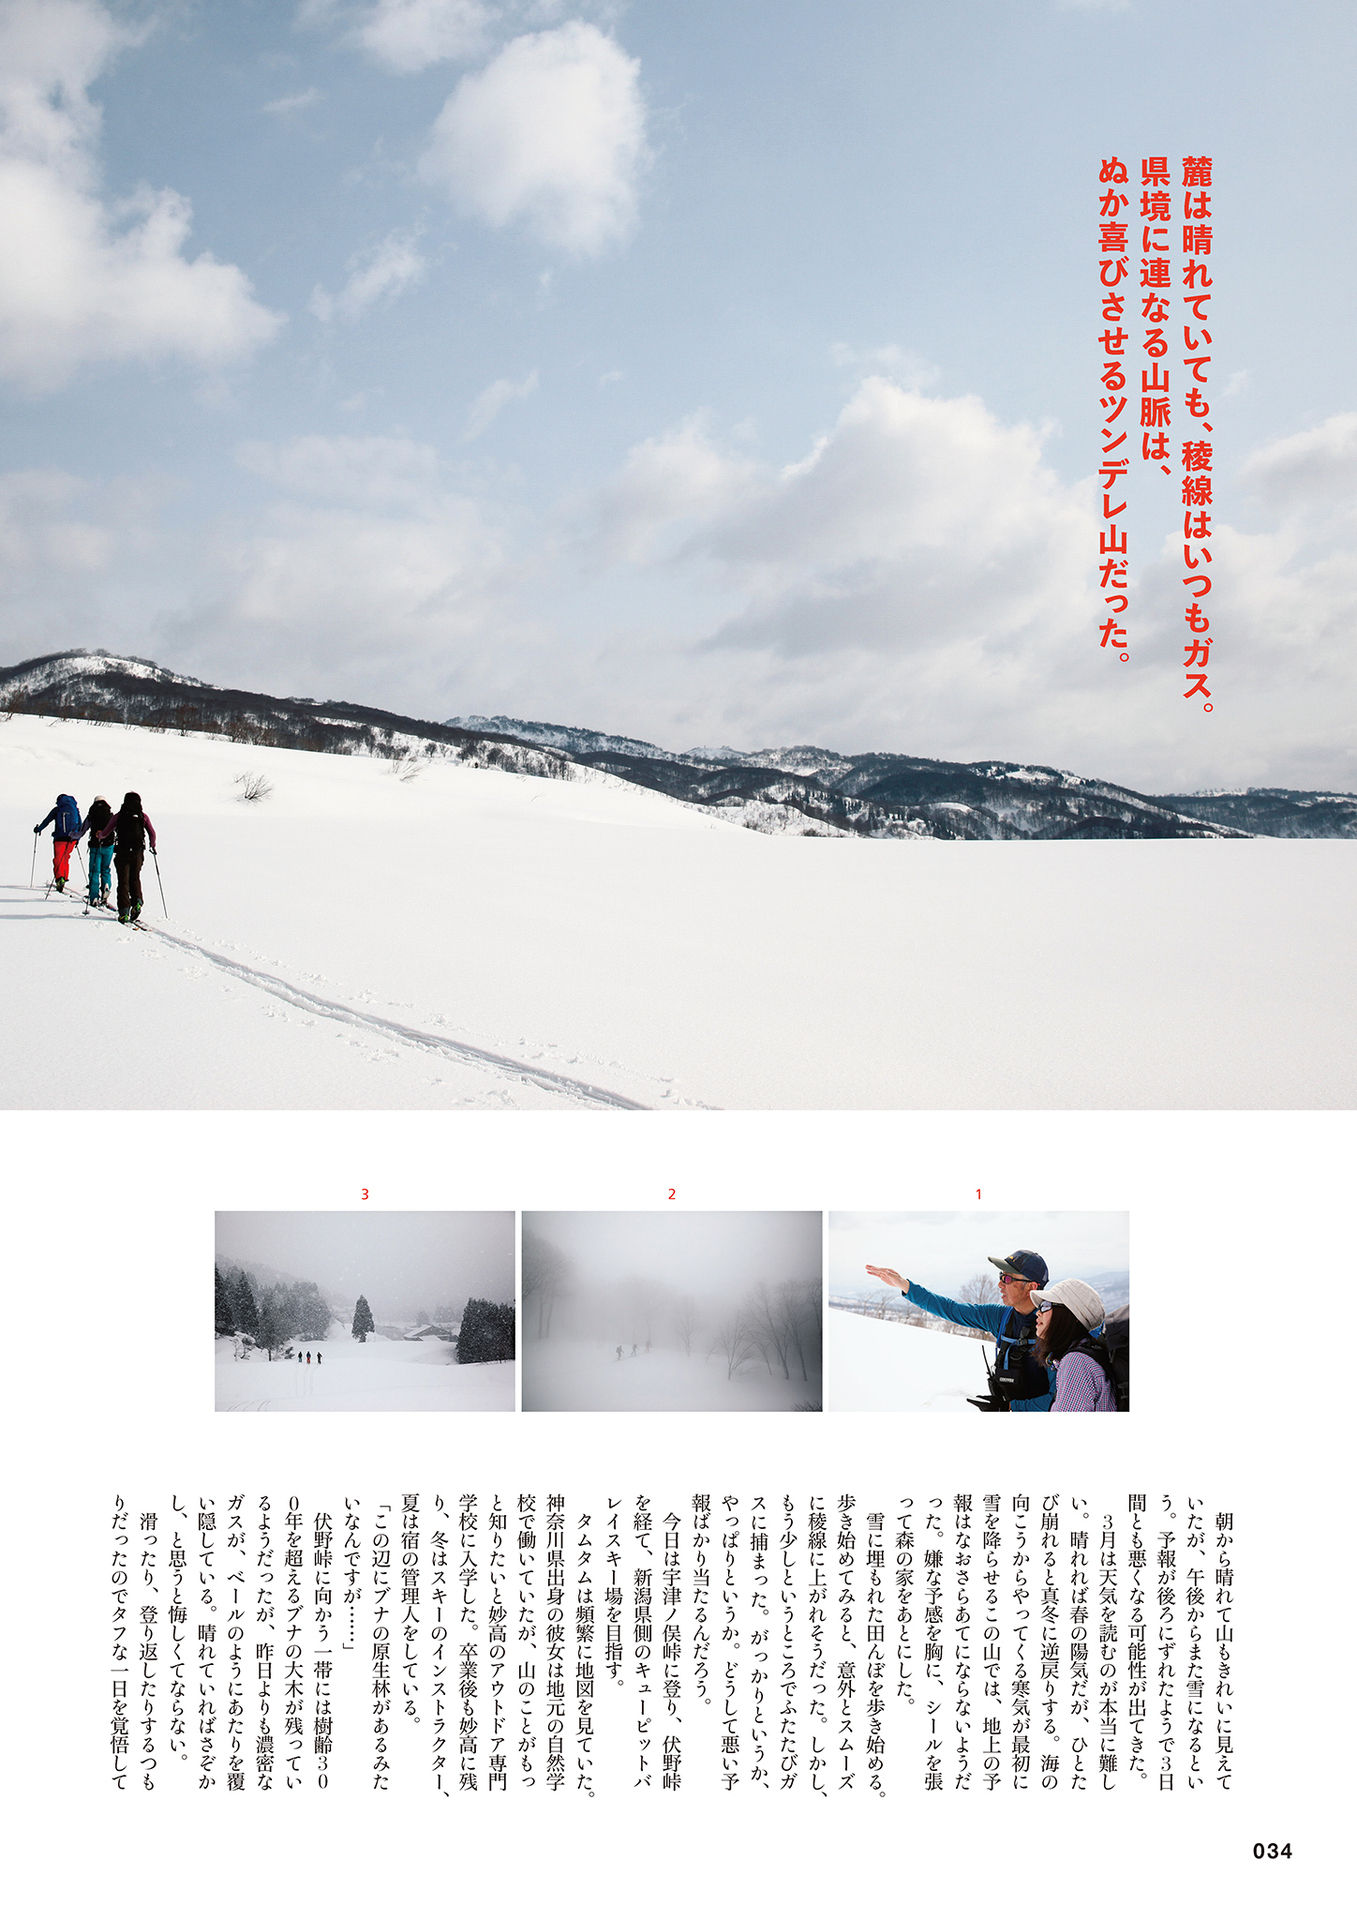 麓は晴れていても、稜線はいつもガス。
県境に連なる山脈は、
ぬか喜びさせるツンデレ山だった。
1
2
3
朝から晴れて山もきれいに見えて
いたが、午後からまた雪になるとい
う。予報が後ろにずれたようで3日
間とも悪くなる可能性が出てきた。
3月は天気を読むのが本当に難し
い。晴れれば春の陽気だが、ひとた
び崩れると真冬に逆戻りする。海の
向こうからやってくる寒気が最初に
雪を降らせるこの山では、地上の予
報はなおさらあてにならないようだ
った。嫌な予感を胸に、シールを張
って森の家をあとにした。
雪に埋もれた田んぼを歩き始める。
歩き始めてみると、意外とスムーズ
に稜線に上がれそうだった。しかし、
もう少しというところでふたたびガ
スに捕まった。がっかりというか、
やっぱりというか。どうして悪い予
報ばかり当たるんだろう。
今日は宇津ノ俣峠に登り、伏野峠
を経て、新潟県側のキューピットバ
レイスキー場を目指す。
タムタムは頻繁に地図を見ていた。
神奈川県出身の彼女は地元の自然学
校で働いていたが、山のことがもっ
と知りたいと妙高のアウトドア専門
学校に入学した。卒業後も妙高に残
り、冬はスキーのインストラクター、
夏は宿の管理人をしている。
「この辺にブナの原生林があるみた
いなんですが……」
伏野峠に向かう一帯には樹齢30
0年を超えるブナの大木が残ってい
るようだったが、昨日よりも濃密な
ガスが、ベールのようにあたりを覆
い隠している。晴れていればさぞか
し、と思うと悔しくてならない。
滑ったり、登り返したりするつも
りだったのでタフな一日を覚悟して
034